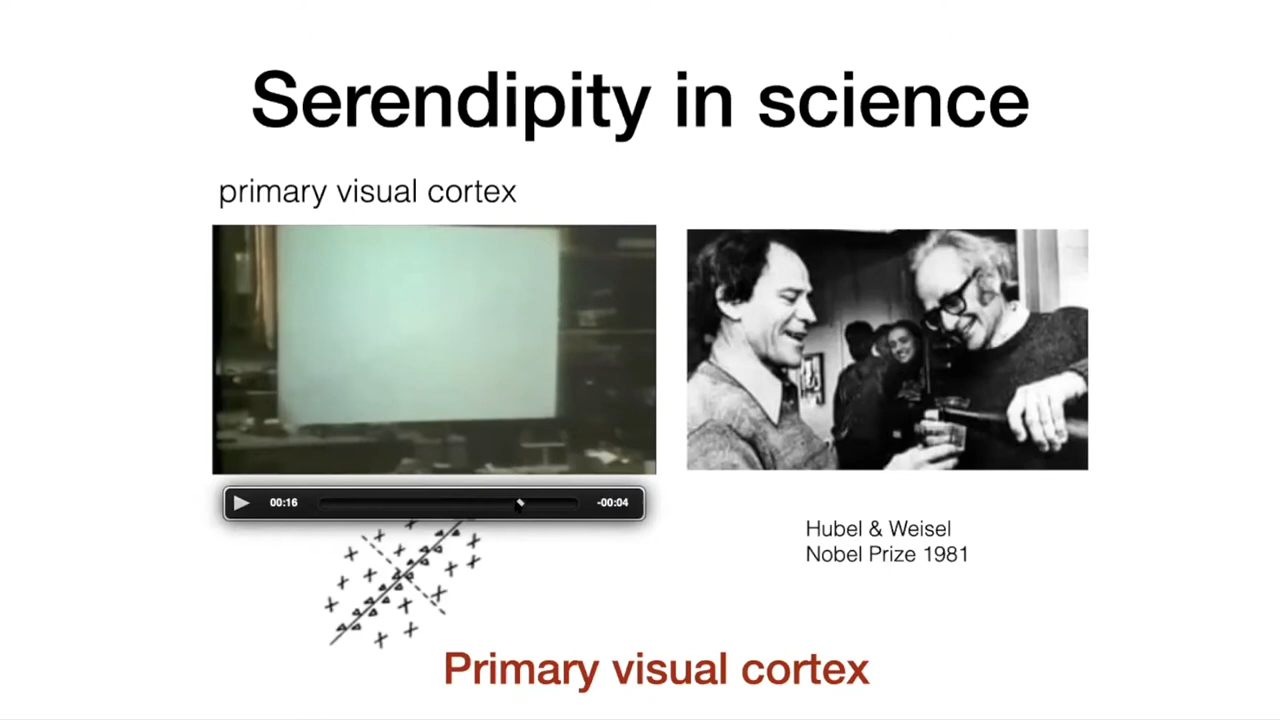 Serendipity in science
primary visual cortex
00:16
-00:04
Hubel & Weisel
Nobel Prize 1981
Primary visual cortex